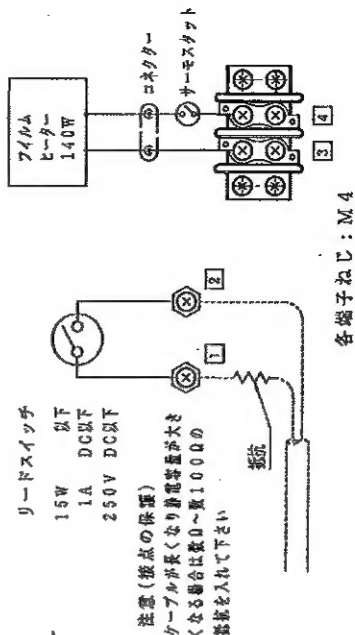 リードスイッチ
15W 以下
1A DC以下
250V DC以下
注意(接点の保護)
ケーブルが長くなり静電容量が大き
くなる場合は数Ω~数100Ωの
抵抗を入れて下さい
抵抗
1
2
フィルム
ヒーター
140W
コネクター
サーモスタット
3
4
各端子ねじ:M4